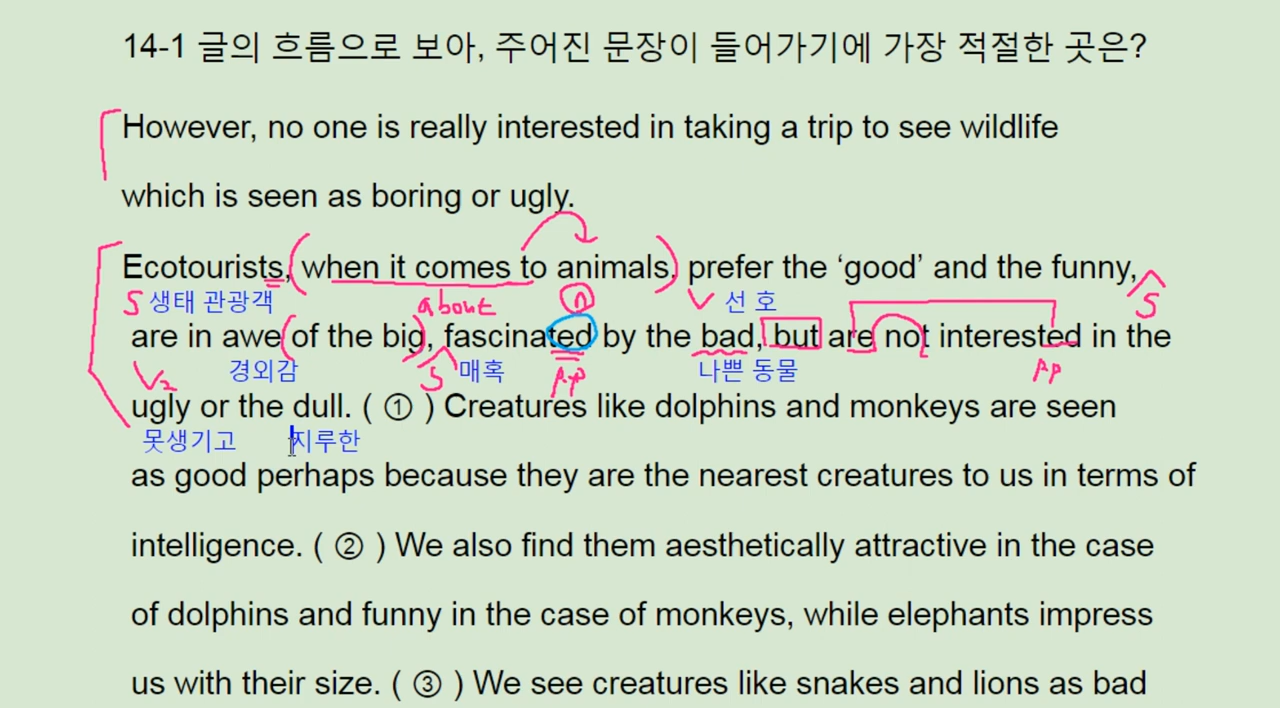 14-1 글의 흐름으로 보아, 주어진 문장이 들어가기에 가장 적절한 곳은?
However, no one is really interested in taking a trip to see wildlife
which is seen as boring or ugly.
Ecotourists, (when it comes to animals), prefer the ‘good’ and the funny,
S 생태 관광객 about n V 선 호 S
are in awe (of the big), fascinated by the bad, but are not interested in the
V2 경외감 S 매혹 p.p 나쁜 동물 p.p
ugly or the dull. ( ① ) Creatures like dolphins and monkeys are seen
못생기고 지루한
as good perhaps because they are the nearest creatures to us in terms of
intelligence. ( ② ) We also find them aesthetically attractive in the case
of dolphins and funny in the case of monkeys, while elephants impress
us with their size. ( ③ ) We see creatures like snakes and lions as bad